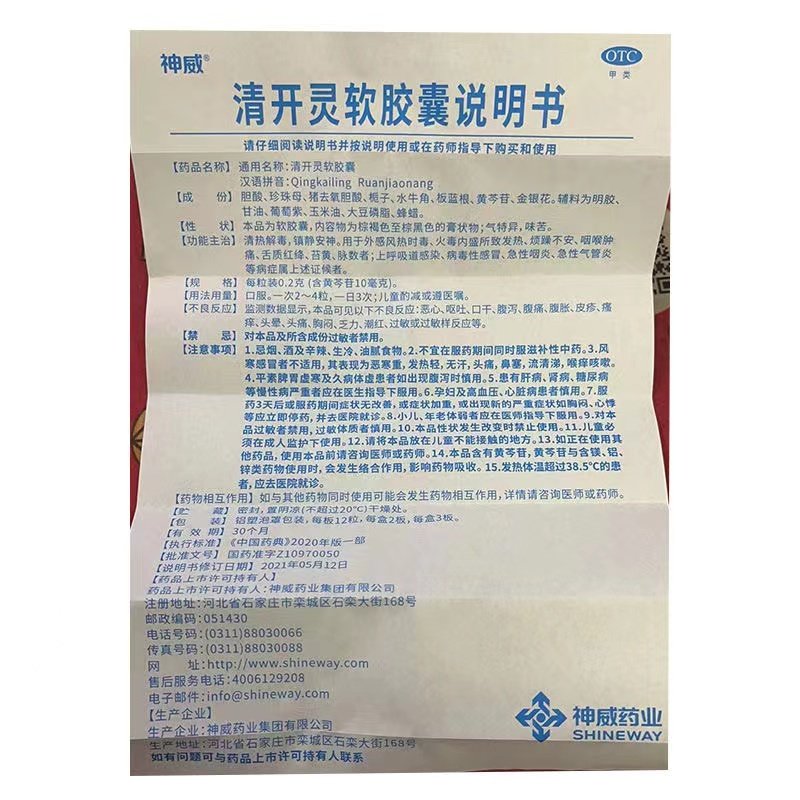 神威®
OTC
甲类
清开灵软胶囊说明书
请仔细阅读说明书并按说明使用或在药师指导下购买和使用
【药品名称】通用名称:清开灵软胶囊
汉语拼音:Qingkailing Ruanjiaonang
【成    份】胆酸、珍珠母、猪去氧胆酸、栀子、水牛角、板蓝根、黄芩苷、金银花。辅料为明胶、
甘油、葡萄紫、玉米油、大豆磷脂、蜂蜡。
【性    状】本品为软胶囊,内容物为棕褐色至棕黑色的膏状物;气特异,味苦。
【功能主治】清热解毒,镇静安神。用于外感风热时毒、火毒内盛所致发热、烦躁不安、咽喉肿
痛、舌质红绛、苔黄、脉数者;上呼吸道感染、病毒性感冒、急性咽炎、急性气管炎
等病症属上述证候者。
【规    格】每粒装0.2克(含黄芩苷10毫克)。
【用法用量】口服。一次2~4粒,一日3次;儿童酌减或遵医嘱。
【不良反应】监测数据显示,本品可见以下不良反应:恶心、呕吐、口干、腹泻、腹痛、腹胀、皮疹、瘙
痒、头晕、头痛、胸闷、乏力、潮红、过敏或过敏样反应等。
【禁    忌】对本品及所含成份过敏者禁用。
【注意事项】1.忌烟、酒及辛辣、生冷、油腻食物。2.不宜在服药期间同时服滋补性中药。3.风
寒感冒者不适用,其表现为恶寒重,发热轻,无汗,头痛,鼻塞,流清涕,喉痒咳嗽。
4.平素脾胃虚寒及久病体虚患者如出现腹泻时慎用。5.患有肝病、肾病、糖尿病
等慢性病严重者应在医生指导下服用。6.孕妇及高血压、心脏病患者慎用。7.服
药3天后或服药期间症状无改善,或症状加重,或出现新的严重症状如胸闷、心悸
等应立即停药,并去医院就诊。8.小儿、年老体弱者应在医师指导下服用。9.对本
品过敏者禁用,过敏体质者慎用。10.本品性状发生改变时禁止使用。11.儿童必
须在成人监护下使用。12.请将本品放在儿童不能接触的地方。13.如正在使用其
他药品,使用本品前请咨询医师或药师。14.本品含有黄芩苷,黄芩苷与含镁、铝、
锌类药物使用时,会发生络合作用,影响药物吸收。15.发热体温超过38.5℃的患
者,应去医院就诊。
【药物相互作用】如与其他药物同时使用可能会发生药物相互作用,详情请咨询医师或药师。
【贮    藏】密封,置阴凉(不超过20℃)干燥处。
【包    装】铝塑泡罩包装,每板12粒,每盒2板,每盒3板。
【有 效 期】30个月
【执行标准】《中国药典》2020年版一部
【批准文号】国药准字Z10970050
【说明书修订日期】2021年05月12日
【药品上市许可持有人】
药品上市许可持有人:神威药业集团有限公司
注册地址:河北省石家庄市栾城区石栾大街168号
邮政编码:051430
电话号码:(0311)88030066
传真号码:(0311)88030088
网    址:http://www.shineway.com
售后服务电话:4006129208
电子邮件:info@shineway.com
【生产企业】
生产企业:神威药业集团有限公司
生产地址:河北省石家庄市栾城区石栾大街168号
如有问题可与药品上市许可持有人联系
神威药业
SHINEWAY